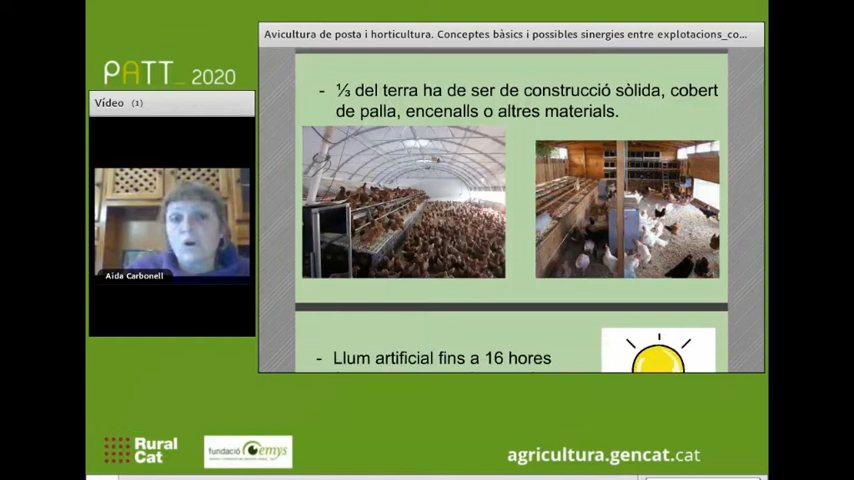 Avicultura de posta i horticultura. Conceptes bàsics i possibles sinergies entre explotacions_co...
PATT_ 2020
- ⅓ del terra ha de ser de construcció sòlida, cobert
de palla, encenalls o altres materials.
Vídeo (1)
Aida Carbonell
- Llum artificial fins a 16 hores
Rural
Cat
fundació emys
agricultura.gencat.cat